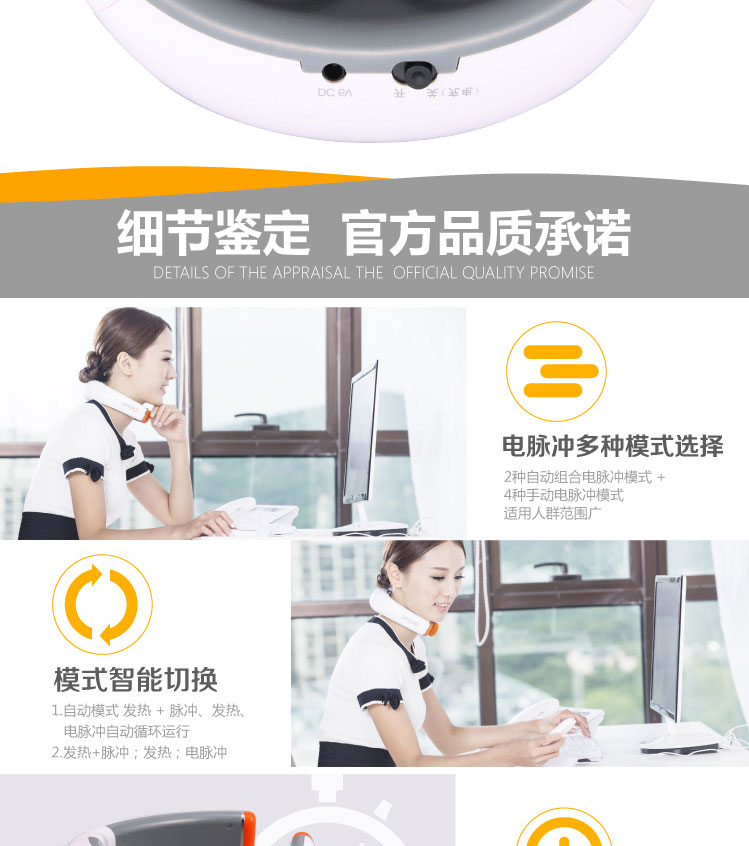 DC 6V 开 关(充电)
细节鉴定 官方品质承诺
DETAILS OF THE APPRAISAL THE OFFICIAL QUALITY PROMISE
电脉冲多种模式选择
2种自动组合电脉冲模式 +
4种手动电脉冲模式
适用人群范围广
模式智能切换
1.自动模式 发热 + 脉冲、发热、
电脉冲自动循环运行
2.发热+脉冲；发热；电脉冲